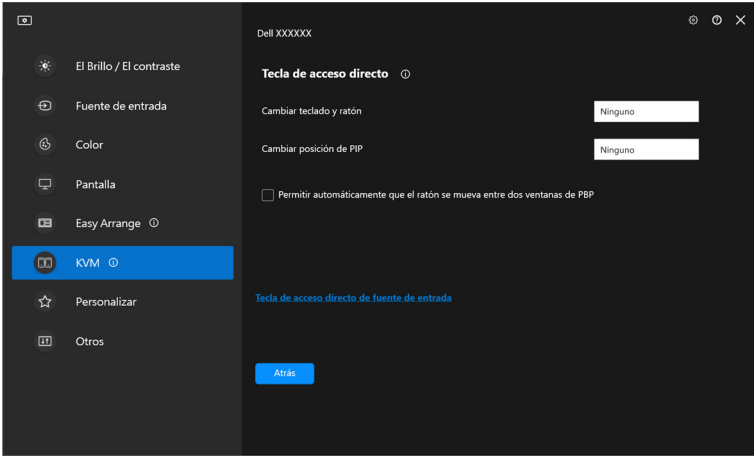 Dell XXXXXX
El Brillo / El contraste
Fuente de entrada
Color
Pantalla
Easy Arrange
KVM
Personalizar
Otros
Tecla de acceso directo
Cambiar teclado y ratón
Ninguno
Cambiar posición de PIP
Ninguno
Permitir automáticamente que el ratón se mueva entre dos ventanas de PBP
Tecla de acceso directo de fuente de entrada
Atrás